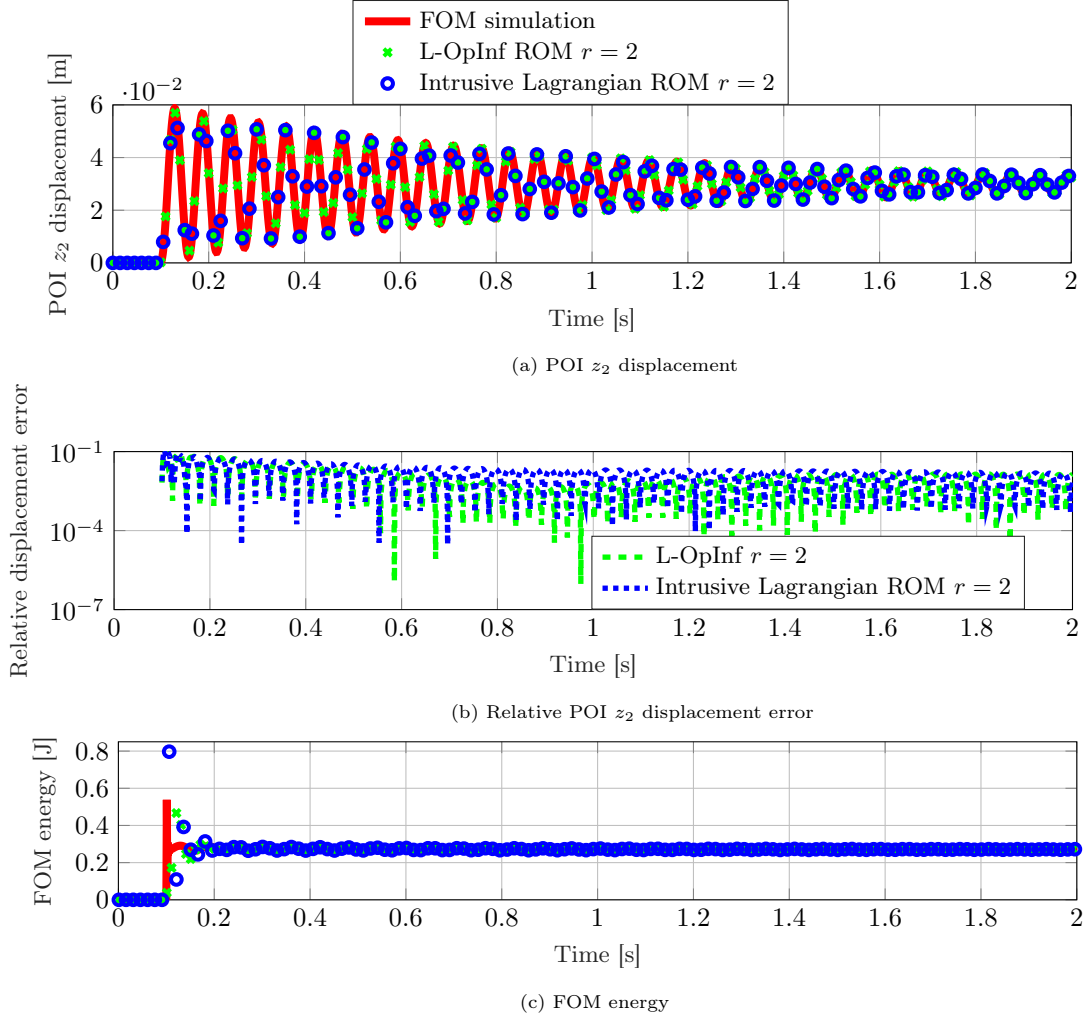 FOM simulation
L-OpInf ROM r = 2
Intrusive Lagrangian ROM r = 2
·10⁻²
6
4
2
0
POI z₂ displacement [m]
0 0.2 0.4 0.6 0.8 1 1.2 1.4 1.6 1.8 2
Time [s]
(a) POI z₂ displacement
10⁻¹
10⁻⁴
10⁻⁷
Relative displacement error
L-OpInf r = 2
Intrusive Lagrangian ROM r = 2
0 0.2 0.4 0.6 0.8 1 1.2 1.4 1.6 1.8 2
Time [s]
(b) Relative POI z₂ displacement error
0.8
0.6
0.4
0.2
0
FOM energy [J]
0 0.2 0.4 0.6 0.8 1 1.2 1.4 1.6 1.8 2
Time [s]
(c) FOM energy